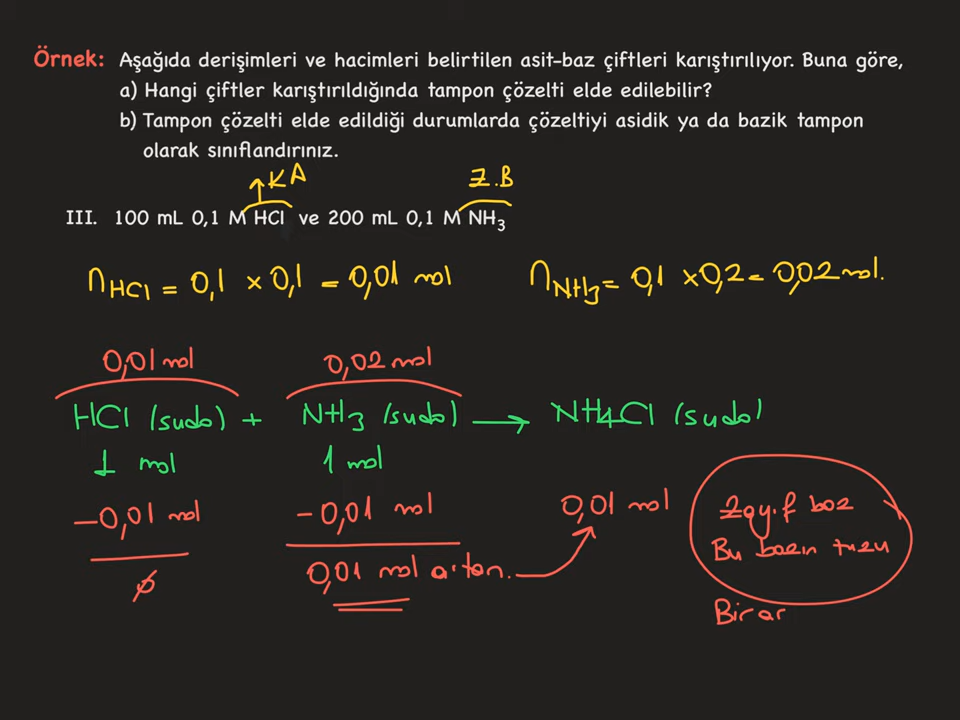 Örnek: Aşağıda derişimleri ve hacimleri belirtilen asit-baz çiftleri karıştırılıyor. Buna göre,
a) Hangi çiftler karıştırıldığında tampon çözelti elde edilebilir?
b) Tampon çözelti elde edildiği durumlarda çözeltiyi asidik ya da bazik tampon
olarak sınıflandırınız.
KA Z.B
III. 100 mL 0,1 M HCl ve 200 mL 0,1 M NH₃
nHCl = 0,1 × 0,1 = 0,01 mol nNH₃ = 0,1 × 0,2 = 0,02 mol.
0,01 mol 0,02 mol
HCl (suda) + NH₃ (suda) → NH4Cl (suda)
1 mol 1 mol
-0,01 mol -0,01 mol 0,01 mol Zayıf baz
Bu bazın tuzu
0,01 mol artan.
Ø
Bir ar